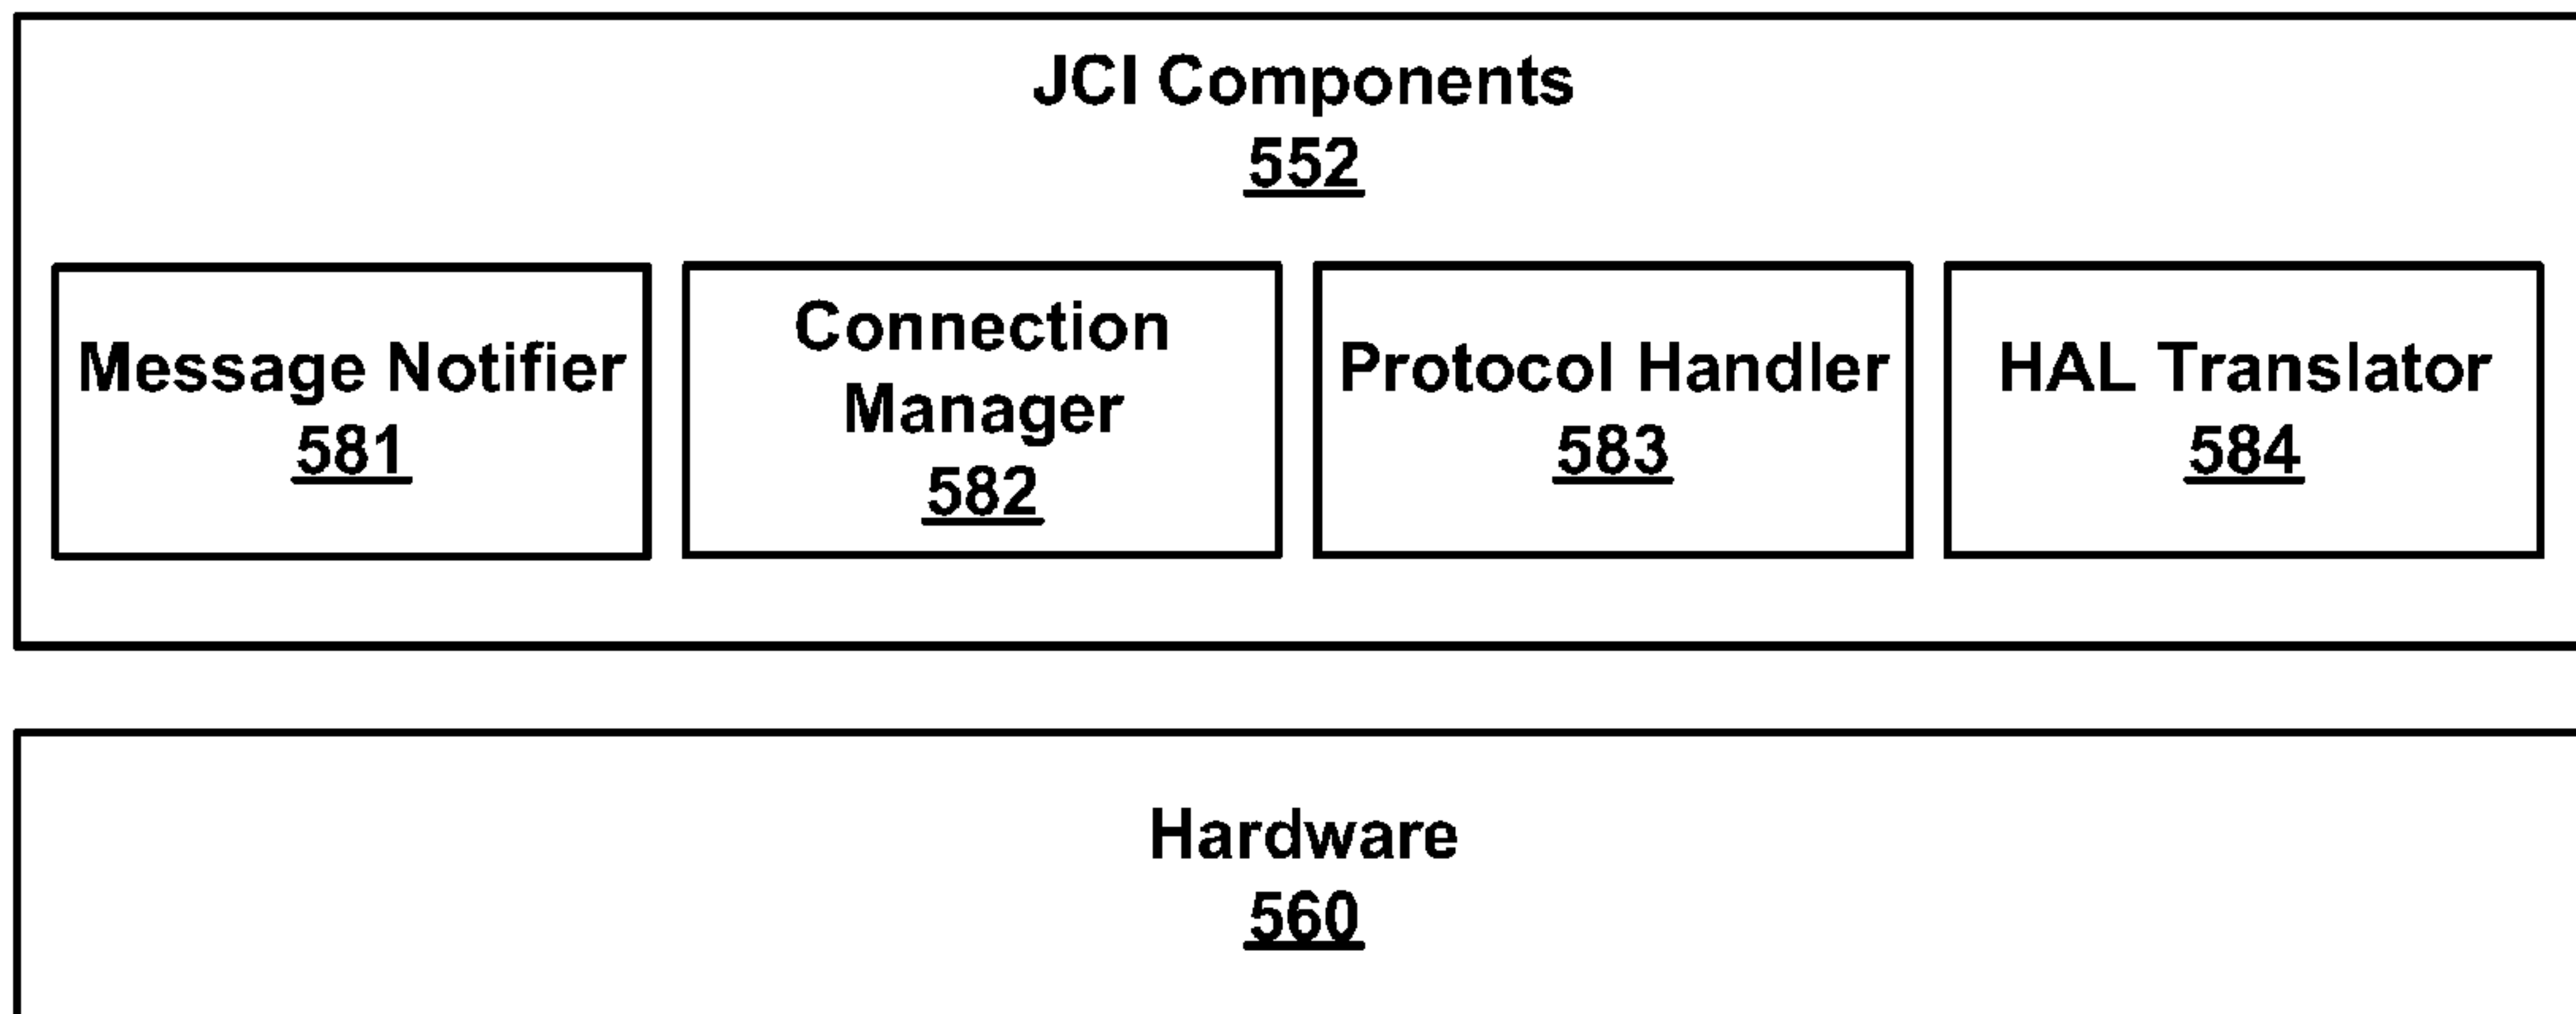 JCI Components
552
Message Notifier
581
Connection
Manager
582
Protocol Handler
583
HAL Translator
584
Hardware
560